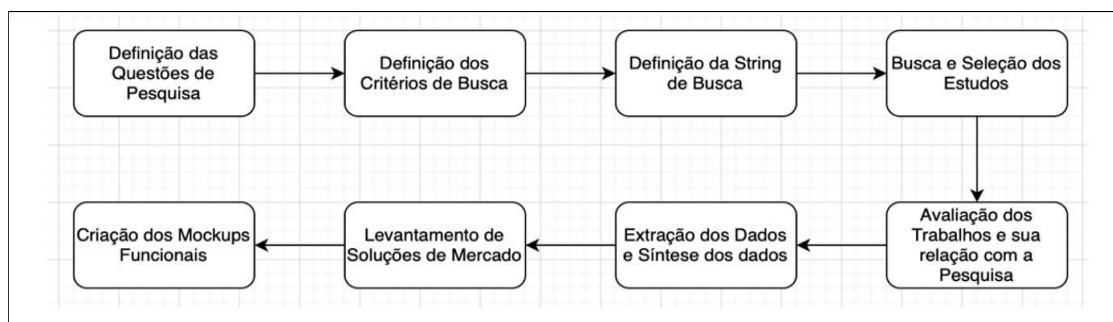 Definição das
Questões de
Pesquisa
Definição dos
Critérios de Busca
Definição da String
de Busca
Busca e Seleção dos
Estudos
Avaliação dos
Trabalhos e sua
relação com a
Pesquisa
Extração dos Dados
e Síntese dos dados
Levantamento de
Soluções de Mercado
Criação dos Mockups
Funcionais